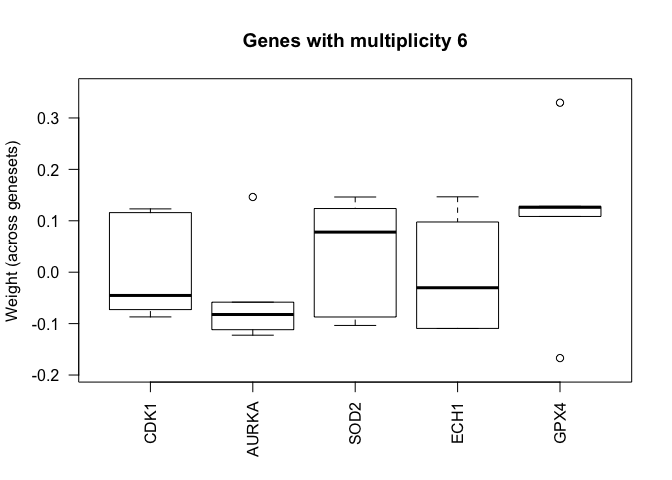 Genes with multiplicity 6
Weight (across genesets)
0.3
0.2
0.1
0.0
-0.1
-0.2
CDK1
AURKA
SOD2
ECH1
GPX4